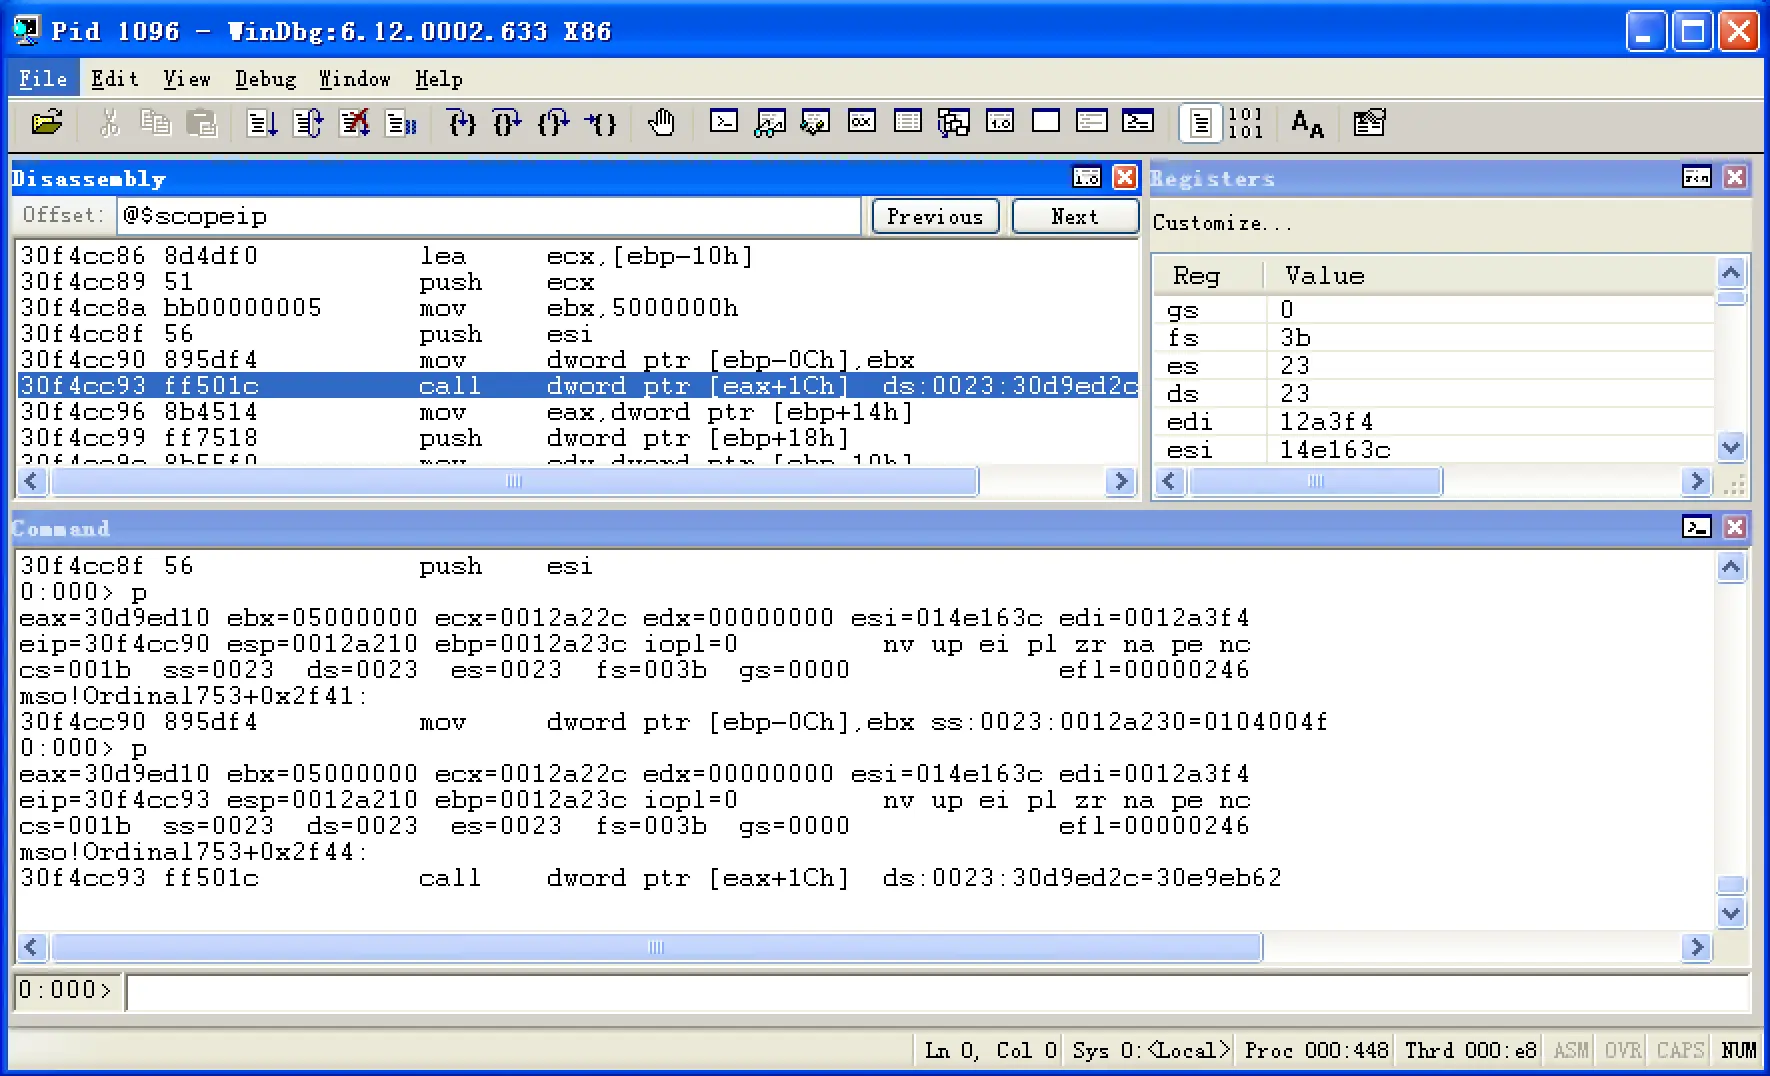 Pid 1096 - WinDbg:6.12.0002.633 X86
File Edit View Debug Window Help
Disassembly
Offset: @$scopeip Previous Next
30f4cc86 8d4df0 lea ecx,[ebp-10h]
30f4cc89 51 push ecx
30f4cc8a bb00000005 mov ebx,5000000h
30f4cc8f 56 push esi
30f4cc90 895df4 mov dword ptr [ebp-0Ch],ebx
30f4cc93 ff501c call dword ptr [eax+1Ch] ds:0023:30d9ed2c
30f4cc96 8b4514 mov eax,dword ptr [ebp+14h]
30f4cc99 ff7518 push dword ptr [ebp+18h]
30f4cc9c 8b55f0 mov edx,dword ptr [ebp-10h]
Registers
Customize...
Reg Value
gs 0
fs 3b
es 23
ds 23
edi 12a3f4
esi 14e163c
Command
30f4cc8f 56 push esi
0:000> p
eax=30d9ed10 ebx=05000000 ecx=0012a22c edx=00000000 esi=014e163c edi=0012a3f4
eip=30f4cc90 esp=0012a210 ebp=0012a23c iopl=0 nv up ei pl zr na pe nc
cs=001b ss=0023 ds=0023 es=0023 fs=003b gs=0000 efl=00000246
mso!Ordinal753+0x2f41:
30f4cc90 895df4 mov dword ptr [ebp-0Ch],ebx ss:0023:0012a230=0104004f
0:000> p
eax=30d9ed10 ebx=05000000 ecx=0012a22c edx=00000000 esi=014e163c edi=0012a3f4
eip=30f4cc93 esp=0012a210 ebp=0012a23c iopl=0 nv up ei pl zr na pe nc
cs=001b ss=0023 ds=0023 es=0023 fs=003b gs=0000 efl=00000246
mso!Ordinal753+0x2f44:
30f4cc93 ff501c call dword ptr [eax+1Ch] ds:0023:30d9ed2c=30e9eb62
0:000>
Ln 0, Col 0 Sys 0:<Local> Proc 000:448 Thrd 000:e8 ASM OVR CAPS NUM